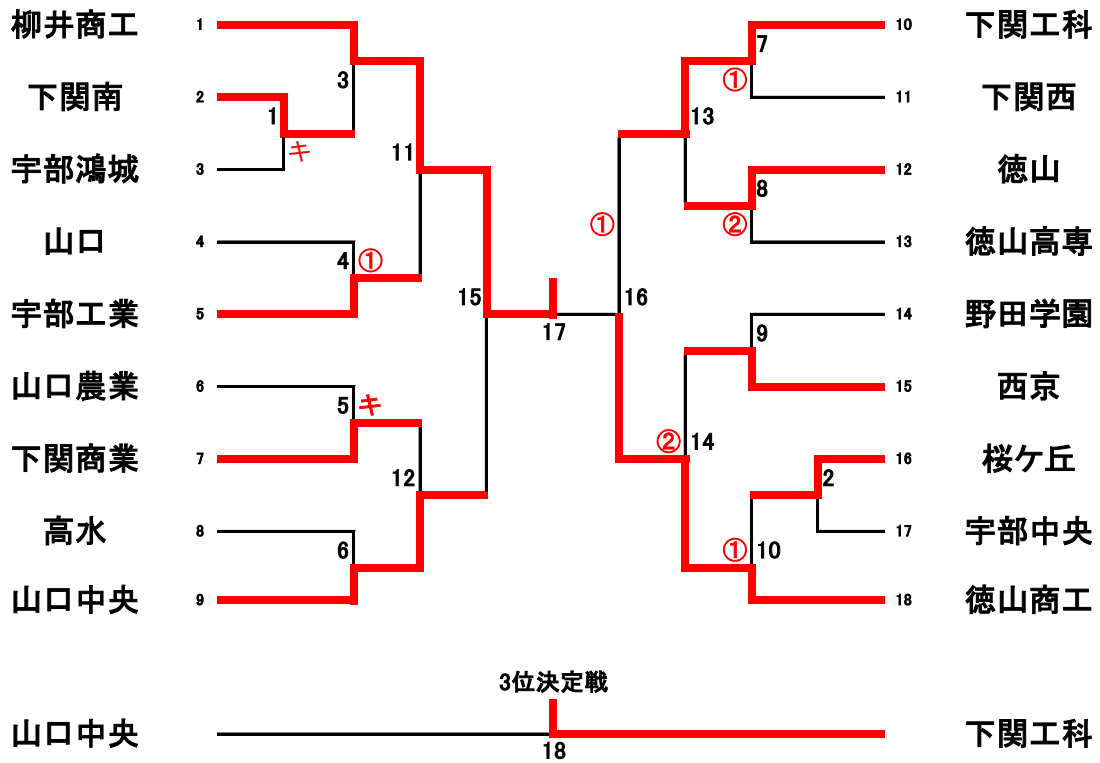 柳井商工 1
下関南 2
宇部鴻城 3
山口 4
宇部工業 5
山口農業 6
下関商業 7
高水 8
山口中央 9
1
キ
3
4 ①
5 キ
6
11
12
15
17
16
①
13
②
14
7
①
8
②
9
2
①
10
10 下関工科
11 下関西
12 徳山
13 徳山高専
14 野田学園
15 西京
16 桜ケ丘
17 宇部中央
18 徳山商工
3位決定戦
山口中央
18
下関工科